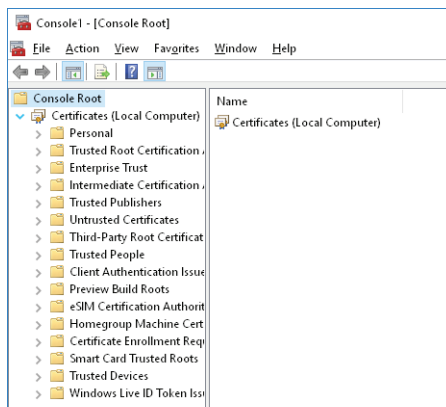 Console1 - [Console Root]
File Action View Favorites Window Help
Console Root
Certificates (Local Computer)
Personal
Trusted Root Certification
Enterprise Trust
Intermediate Certification
Trusted Publishers
Untrusted Certificates
Third-Party Root Certificat
Trusted People
Client Authentication Issue
Preview Build Roots
eSIM Certification Authorit
Homegroup Machine Cert
Certificate Enrollment Requ
Smart Card Trusted Roots
Trusted Devices
Windows Live ID Token Issu
Name
Certificates (Local Computer)